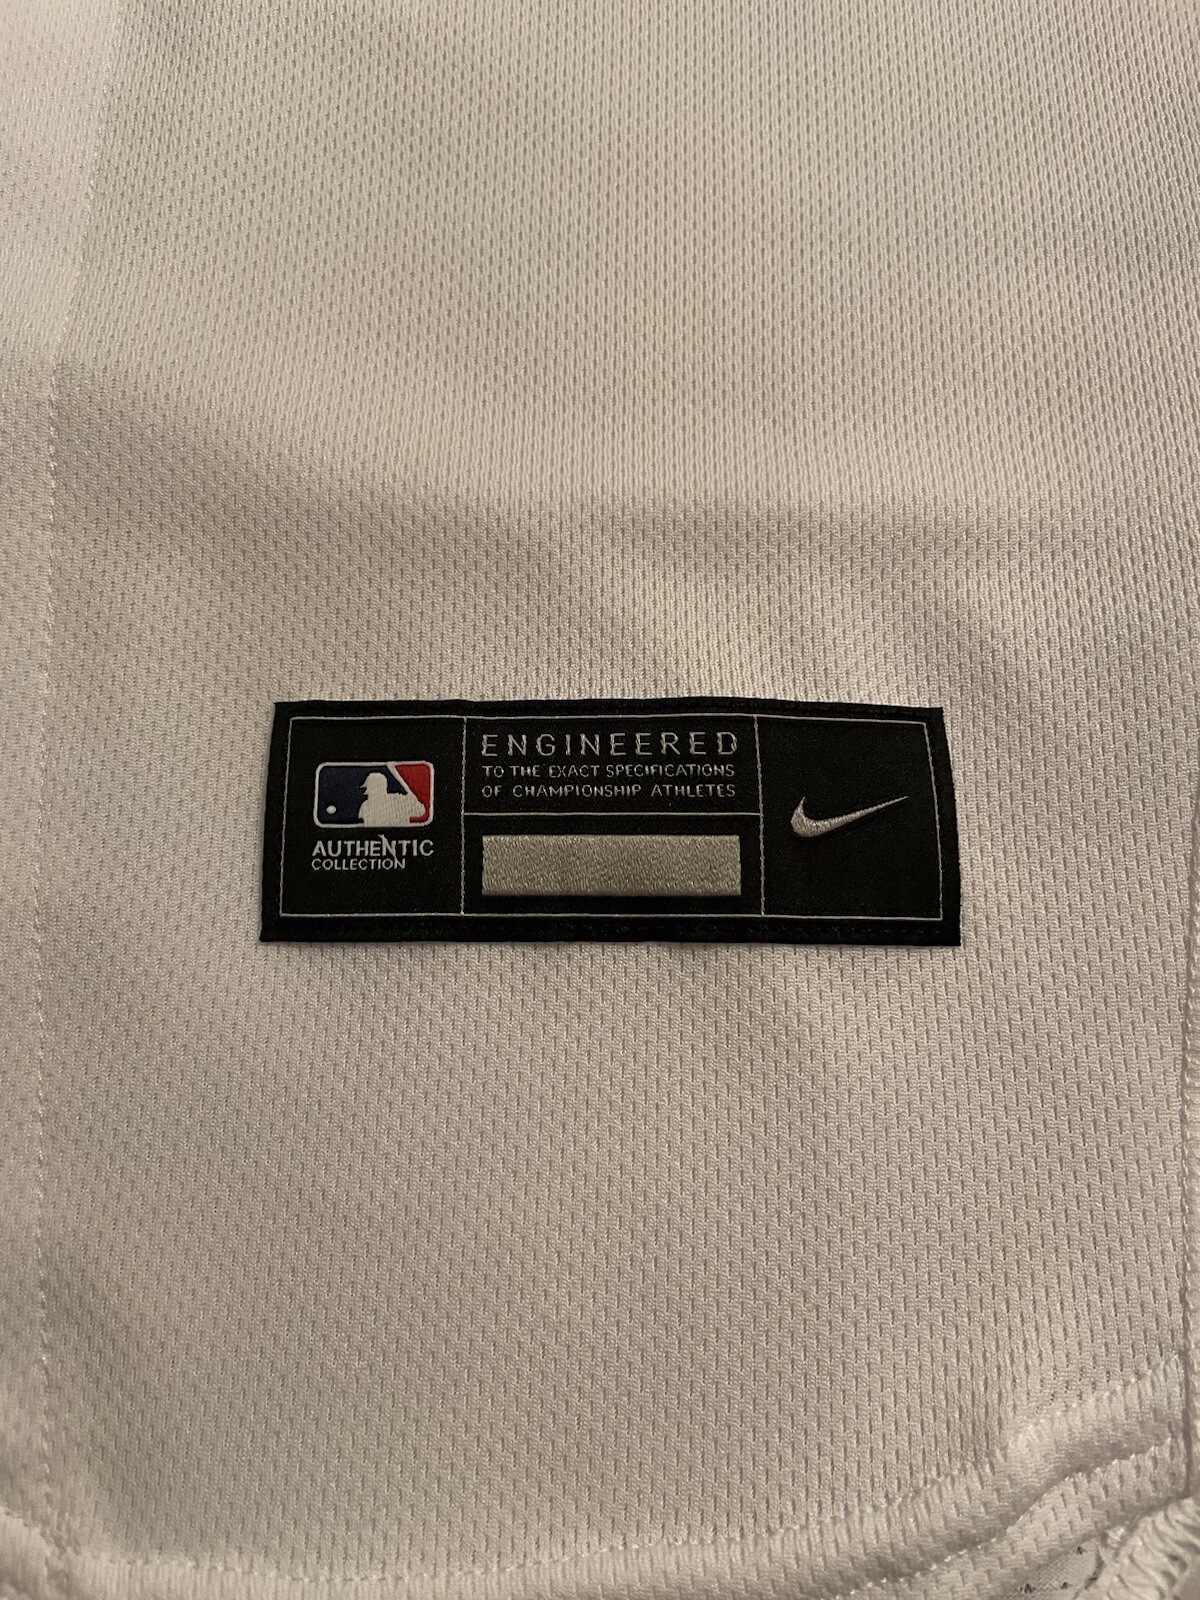 AUTHENTIC
COLLECTION
ENGINEERED
TO THE EXACT SPECIFICATIONS
OF CHAMPIONSHIP ATHLETES